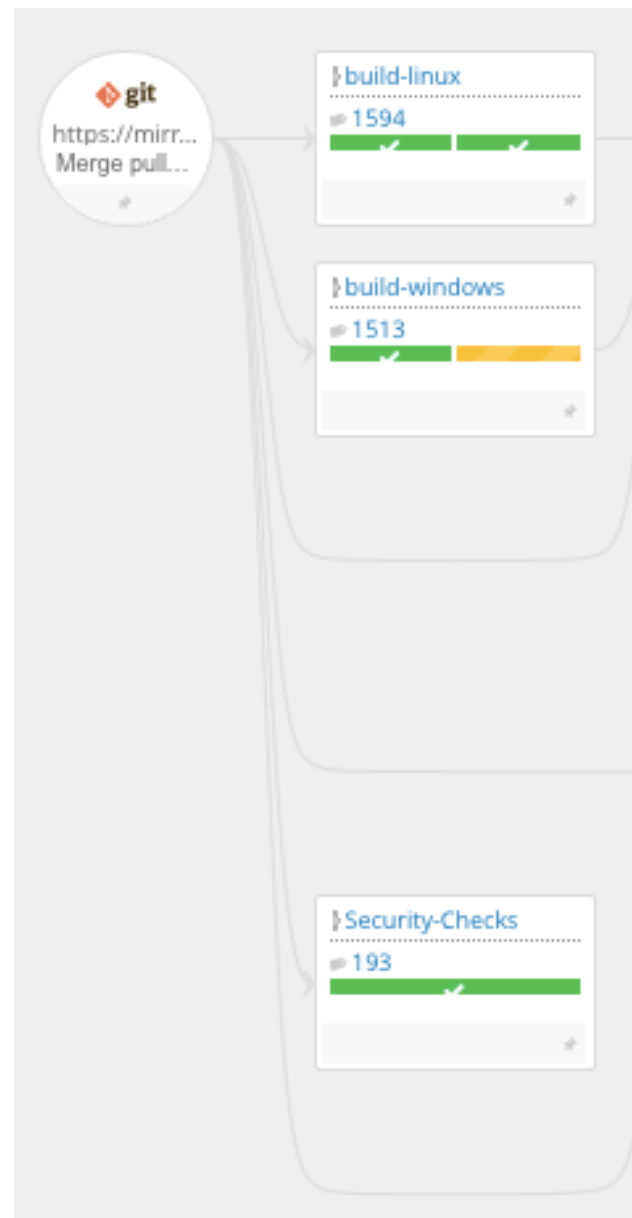 git
https://mirr...
Merge pull...
build-linux
1594
build-windows
1513
Security-Checks
193